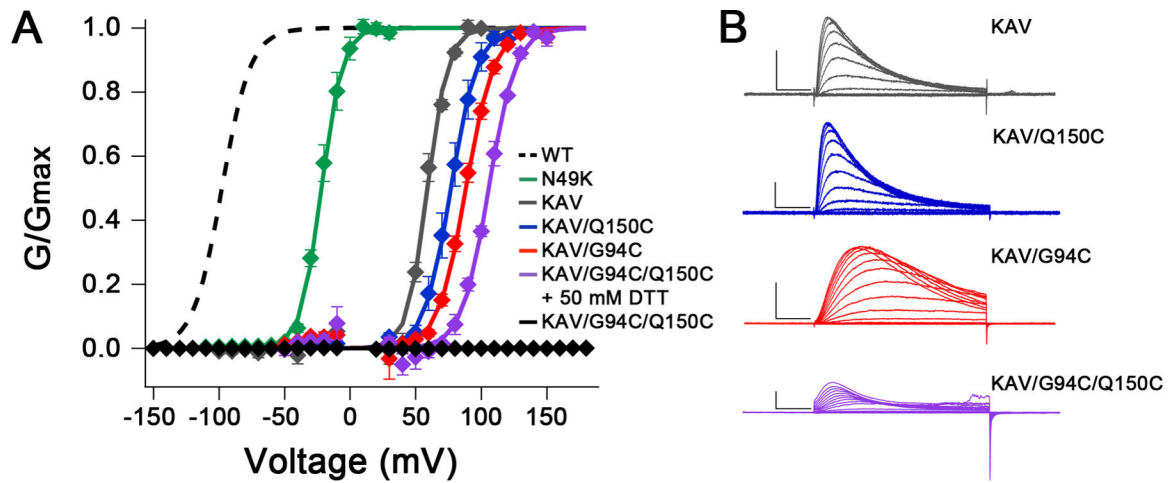 A
G/Gmax
1.0
0.8
0.6
0.4
0.2
0.0
-150
-100
-50
0
50
100
150
Voltage (mV)
WT
N49K
KAV
KAV/Q150C
KAV/G94C
KAV/G94C/Q150C
+ 50 mM DTT
KAV/G94C/Q150C
B
KAV
KAV/Q150C
KAV/G94C
KAV/G94C/Q150C